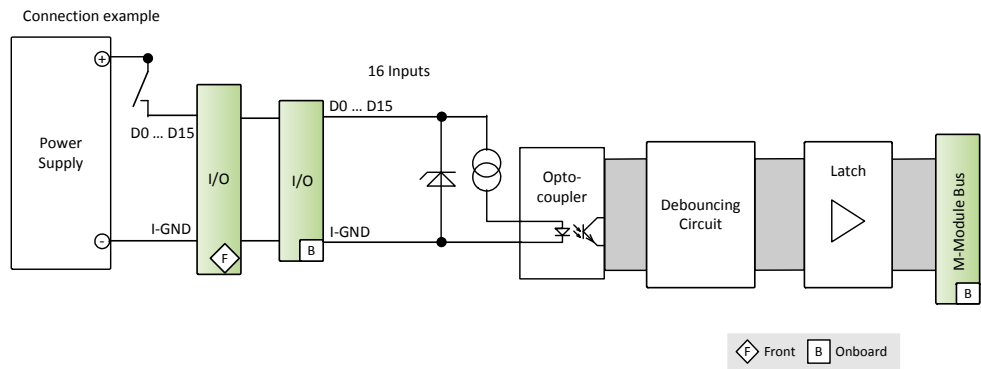 Connection example
+
Power
Supply
-
D0 ... D15
I-GND
I/O
F
I/O
B
16 Inputs
D0 ... D15
I-GND
Opto-
coupler
Debouncing
Circuit
Latch
M-Module Bus
B
F Front B Onboard